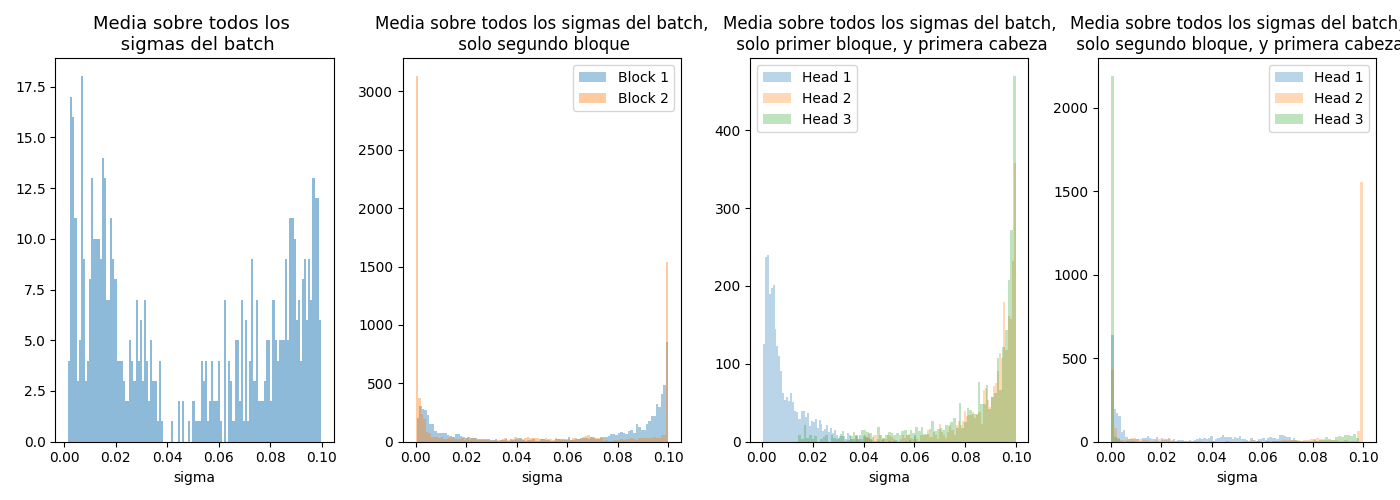 Media sobre todos los
sigmas del batch
17.5
15.0
12.5
10.0
7.5
5.0
2.5
0.0
0.00 0.02 0.04 0.06 0.08 0.10
sigma
Media sobre todos los sigmas del batch,
solo segundo bloque
Block 1
Block 2
3000
2500
2000
1500
1000
500
0
0.00 0.02 0.04 0.06 0.08 0.10
sigma
Media sobre todos los sigmas del batch,
solo primer bloque, y primera cabeza
Head 1
Head 2
Head 3
400
300
200
100
0
0.00 0.02 0.04 0.06 0.08 0.10
sigma
Media sobre todos los sigmas del batch,
solo segundo bloque, y primera cabeza
Head 1
Head 2
Head 3
2000
1500
1000
500
0
0.00 0.02 0.04 0.06 0.08 0.10
sigma